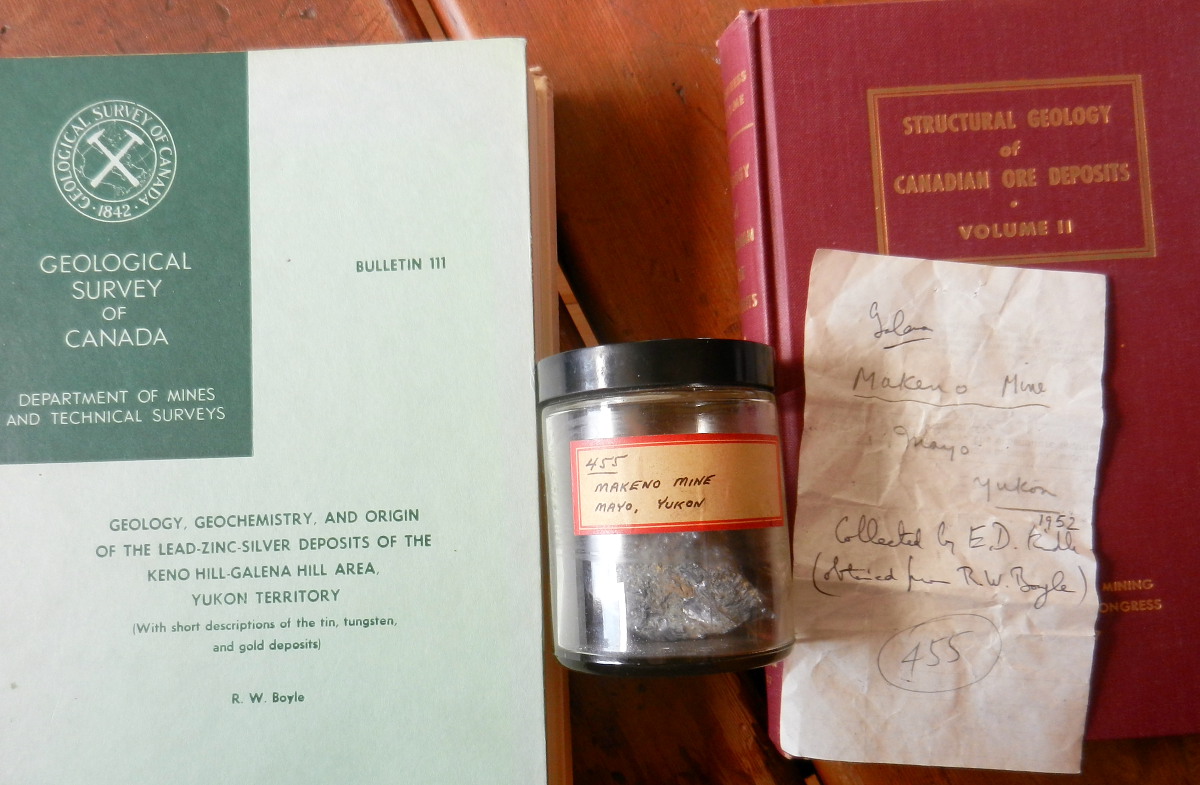 GEOLOGICAL SURVEY OF CANADA
· 1842 ·
GEOLOGICAL
SURVEY
OF
CANADA
DEPARTMENT OF MINES
AND TECHNICAL SURVEYS
BULLETIN 111
GEOLOGY, GEOCHEMISTRY, AND ORIGIN
OF THE LEAD-ZINC-SILVER DEPOSITS OF THE
KENO HILL-GALENA HILL AREA,
YUKON TERRITORY
(With short descriptions of the tin, tungsten,
and gold deposits)
R. W. Boyle
455
MAKENO MINE
MAYO, YUKON
STRUCTURAL GEOLOGY
of
CANADIAN ORE DEPOSITS
·
VOLUME II
MINING
ONGRESS
Galena
Makeno Mine
Mayo
Yukon
1952
Collected by E.D.
(obtained from R.W. Boyle)
455